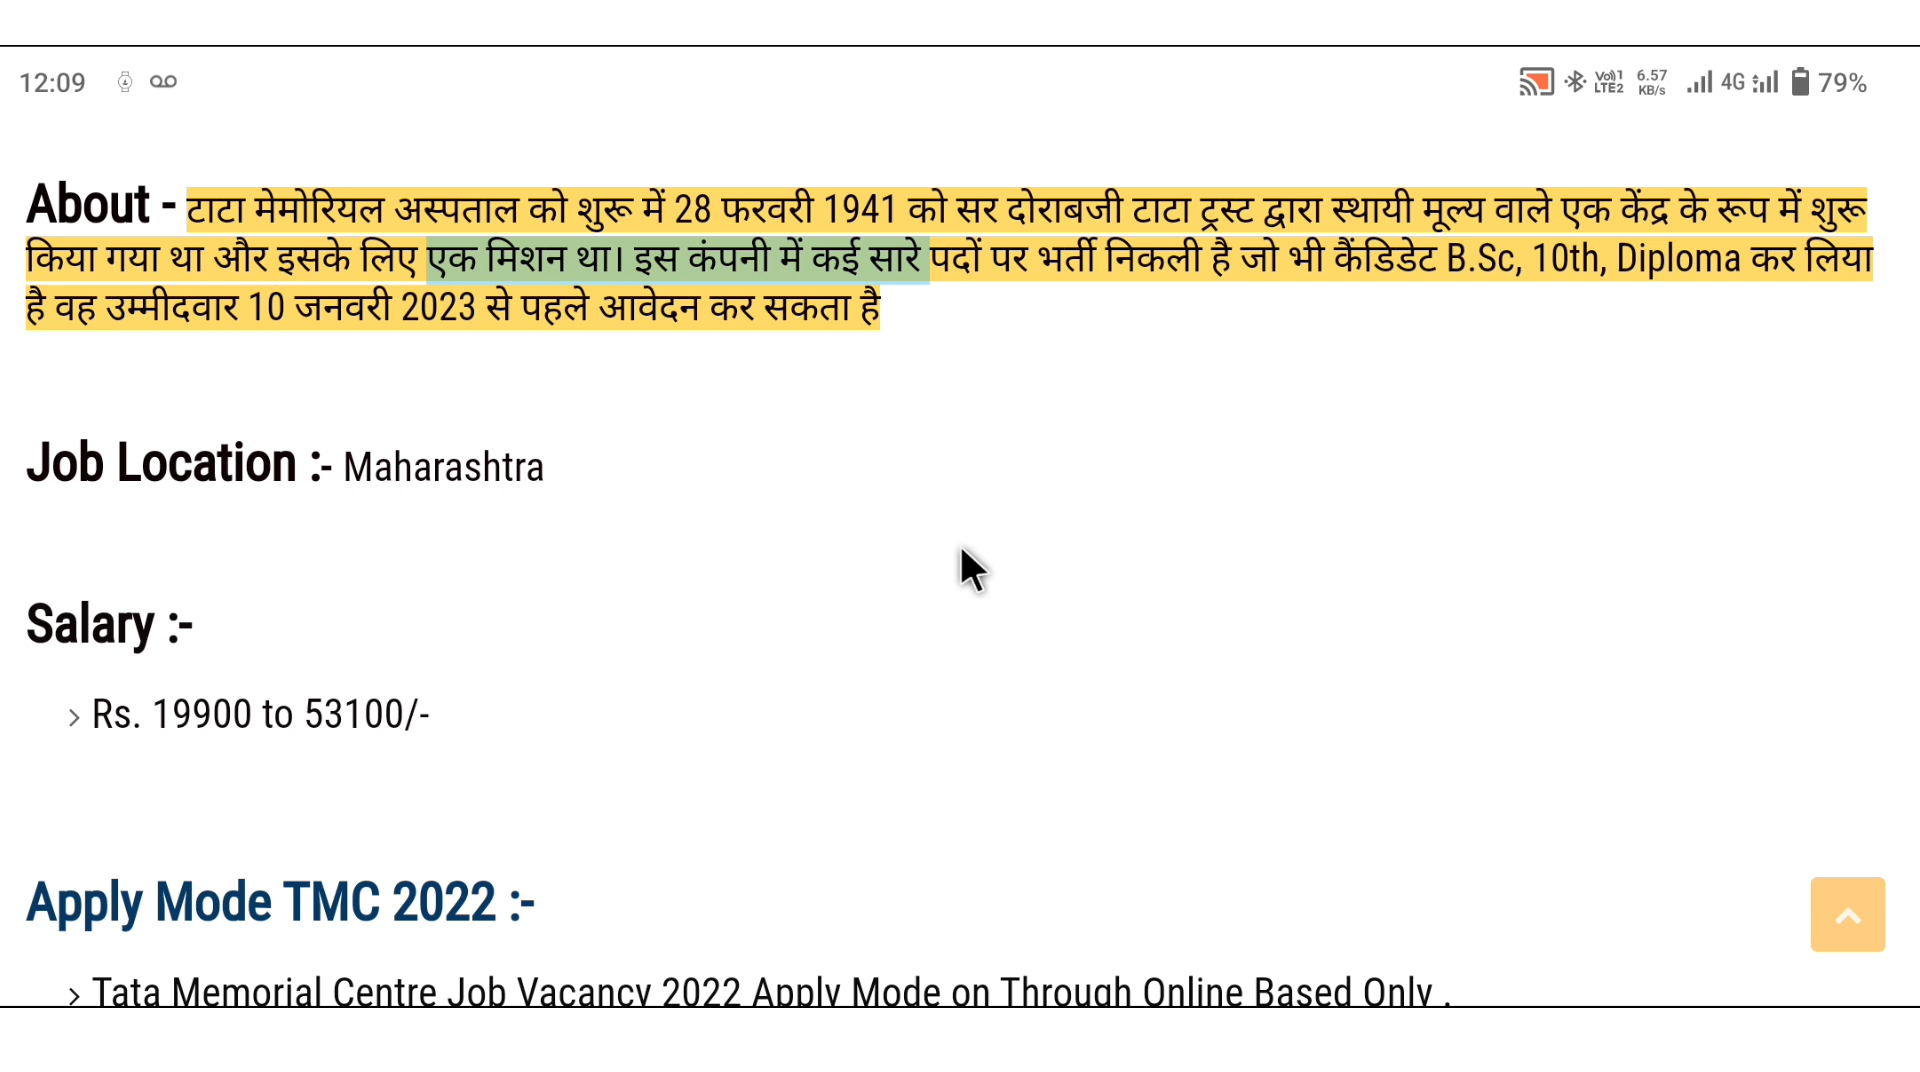 12:09 Vo)) 1 LTE2 6.57 KB/s 4G 79%
About - टाटा मेमोरियल अस्पताल को शुरू में 28 फरवरी 1941 को सर दोराबजी टाटा ट्रस्ट द्वारा स्थायी मूल्य वाले एक केंद्र के रूप में शुरू
किया गया था और इसके लिए एक मिशन था। इस कंपनी में कई सारे पदों पर भर्ती निकली है जो भी कैंडिडेट B.Sc, 10th, Diploma कर लिया
है वह उम्मीदवार 10 जनवरी 2023 से पहले आवेदन कर सकता है
Job Location :- Maharashtra
Salary :-
Rs. 19900 to 53100/-
Apply Mode TMC 2022 :-
Tata Memorial Centre Job Vacancy 2022 Apply Mode on Through Online Based Only .